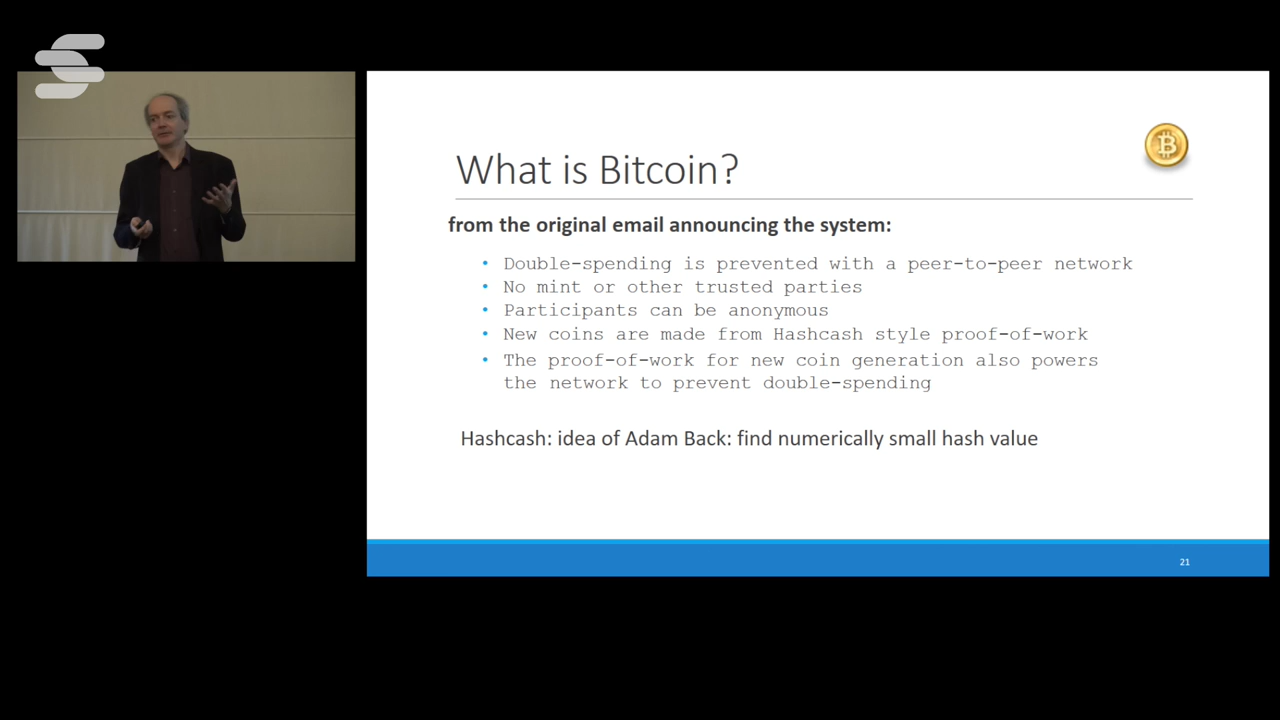 What is Bitcoin?
from the original email announcing the system:
• Double-spending is prevented with a peer-to-peer network
• No mint or other trusted parties
• Participants can be anonymous
• New coins are made from Hashcash style proof-of-work
• The proof-of-work for new coin generation also powers
the network to prevent double-spending
Hashcash: idea of Adam Back: find numerically small hash value
21